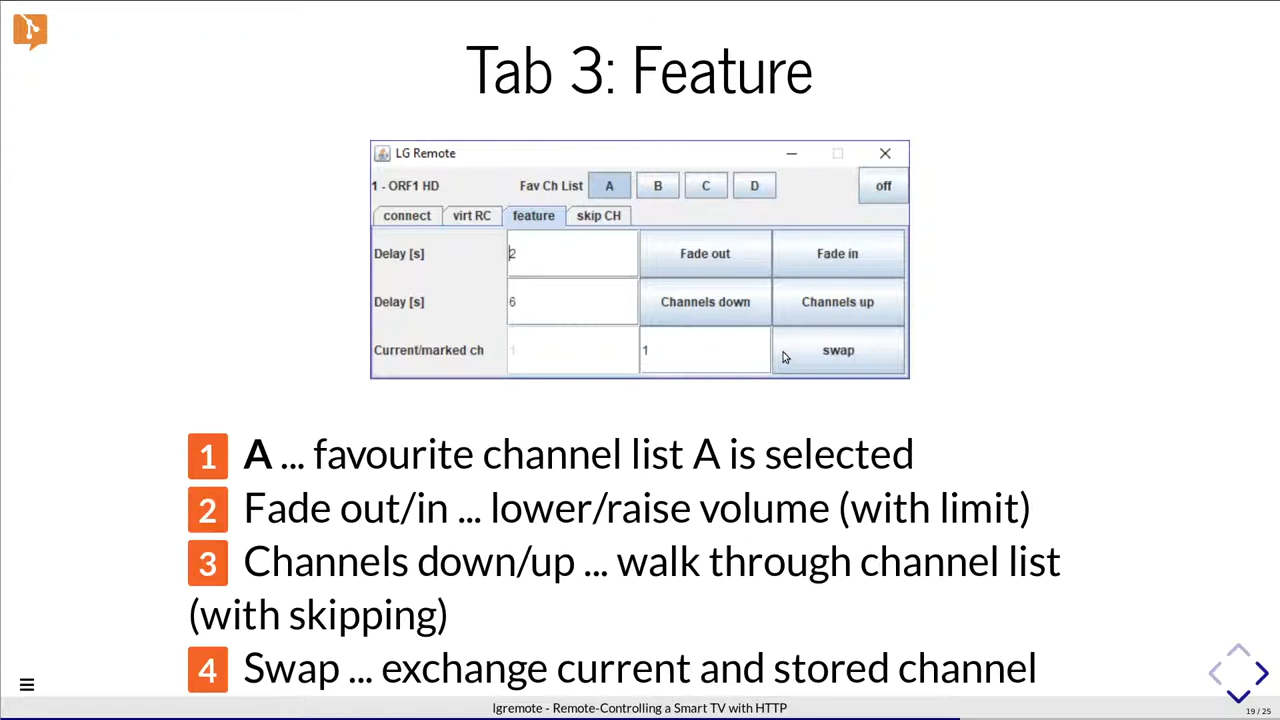 Tab 3: Feature
LG Remote
1 - ORF1 HD Fav Ch List A B C D off
connect virt RC feature skip CH
Delay [s] 2 Fade out Fade in
Delay [s] 6 Channels down Channels up
Current/marked ch 1 1 swap
1 A ... favourite channel list A is selected
2 Fade out/in ... lower/raise volume (with limit)
3 Channels down/up ... walk through channel list
(with skipping)
4 Swap ... exchange current and stored channel
lgremote - Remote-Controlling a Smart TV with HTTP
19 / 25